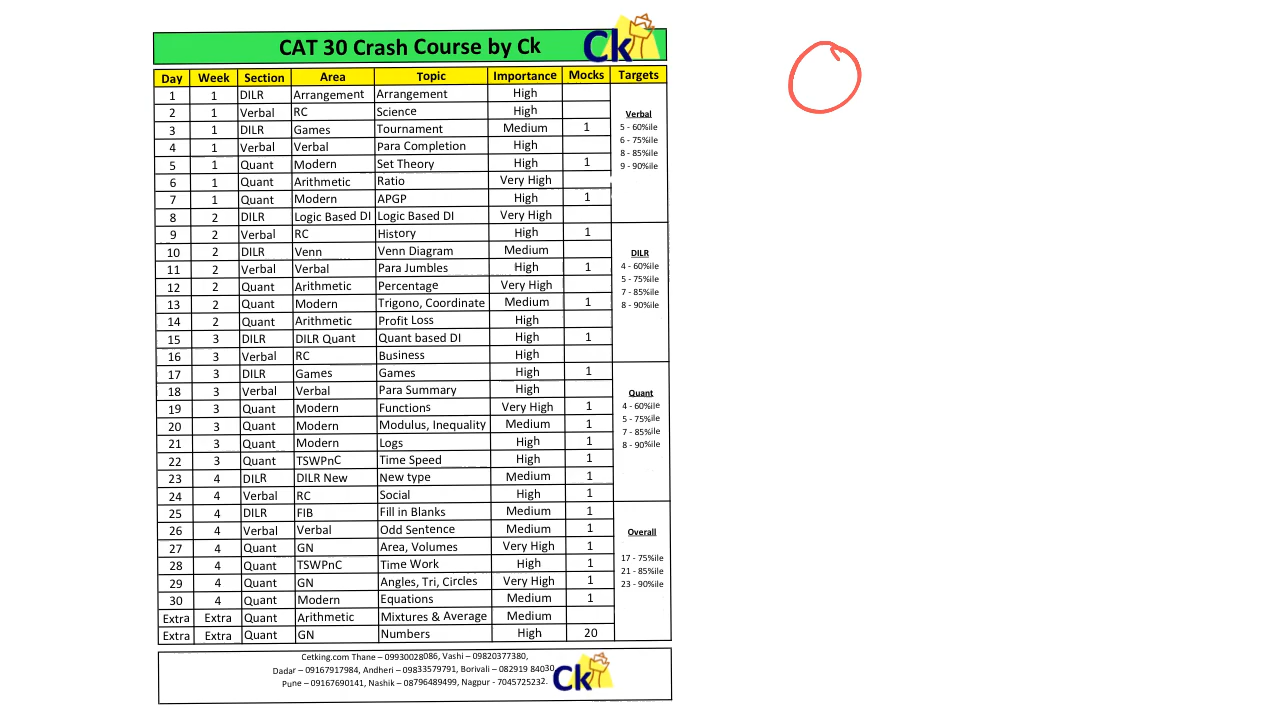 CAT 30 Crash Course by Ck
Ck
Day Week Section Area Topic Importance Mocks Targets
1 1 DILR Arrangement Arrangement High
2 1 Verbal RC Science High
3 1 DILR Games Tournament Medium 1
4 1 Verbal Verbal Para Completion High
5 1 Quant Modern Set Theory High 1
6 1 Quant Arithmetic Ratio Very High
7 1 Quant Modern APGP High 1
8 2 DILR Logic Based DI Logic Based DI Very High
9 2 Verbal RC History High 1
10 2 DILR Venn Venn Diagram Medium
11 2 Verbal Verbal Para Jumbles High 1
12 2 Quant Arithmetic Percentage Very High
13 2 Quant Modern Trigono, Coordinate Medium 1
14 2 Quant Arithmetic Profit Loss High
15 3 DILR DILR Quant Quant based DI High 1
16 3 Verbal RC Business High
17 3 DILR Games Games High 1
18 3 Verbal Verbal Para Summary High
19 3 Quant Modern Functions Very High 1
20 3 Quant Modern Modulus, Inequality Medium 1
21 3 Quant Modern Logs High 1
22 3 Quant TSWPnC Time Speed High 1
23 4 DILR DILR New New type Medium 1
24 4 Verbal RC Social High 1
25 4 DILR FIB Fill in Blanks Medium 1
26 4 Verbal Verbal Odd Sentence Medium 1
27 4 Quant GN Area, Volumes Very High 1
28 4 Quant TSWPnC Time Work High 1
29 4 Quant GN Angles, Tri, Circles Very High 1
30 4 Quant Modern Equations Medium 1
Extra Extra Quant Arithmetic Mixtures & Average Medium
Extra Extra Quant GN Numbers High 20
Verbal
5 - 60%ile
6 - 75%ile
8 - 85%ile
9 - 90%ile
DILR
4 - 60%ile
5 - 75%ile
7 - 85%ile
8 - 90%ile
Quant
4 - 60%ile
5 - 75%ile
7 - 85%ile
8 - 90%ile
Overall
17 - 75%ile
21 - 85%ile
23 - 90%ile
Cetking.com Thane – 09930028086, Vashi – 09820377380,
Dadar – 09167917984, Andheri – 09833579791, Borivali – 082919 84030,
Pune – 09167690141, Nashik – 08796489499, Nagpur - 7045725232.
Ck